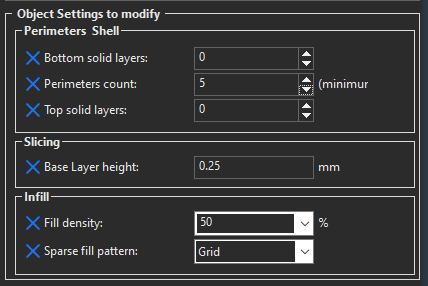 Object Settings to modify
Perimeters Shell
Bottom solid layers: 0
Perimeters count: 5 (minimur
Top solid layers: 0
Slicing
Base Layer height: 0.25 mm
Infill
Fill density: 50 %
Sparse fill pattern: Grid